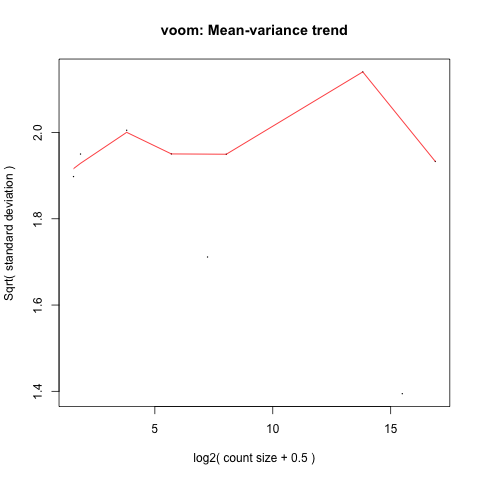 voom: Mean-variance trend
Sqrt( standard deviation )
2.0
1.8
1.6
1.4
5 10 15
log2( count size + 0.5 )